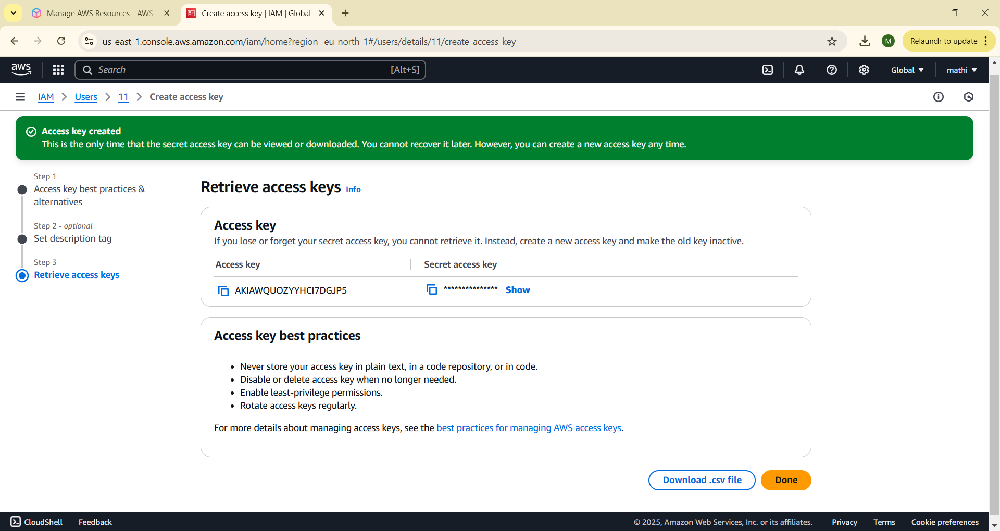 Manage AWS Resources - AWS
Create access key | IAM | Global
us-east-1.console.aws.amazon.com/iam/home?region=eu-north-1#/users/details/11/create-access-key
M
Relaunch to update
aws
Search
[Alt+S]
Global
mathi
IAM
Users
11
Create access key
Access key created
This is the only time that the secret access key can be viewed or downloaded. You cannot recover it later. However, you can create a new access key any time.
Step 1
Access key best practices &
alternatives
Step 2 - optional
Set description tag
Step 3
Retrieve access keys
Retrieve access keys Info
Access key
If you lose or forget your secret access key, you cannot retrieve it. Instead, create a new access key and make the old key inactive.
Access key
Secret access key
AKIAWQUOZYYHCI7DGJP5
*************** Show
Access key best practices
• Never store your access key in plain text, in a code repository, or in code.
• Disable or delete access key when no longer needed.
• Enable least-privilege permissions.
• Rotate access keys regularly.
For more details about managing access keys, see the best practices for managing AWS access keys.
Download .csv file
Done
CloudShell
Feedback
© 2025, Amazon Web Services, Inc. or its affiliates.
Privacy
Terms
Cookie preferences